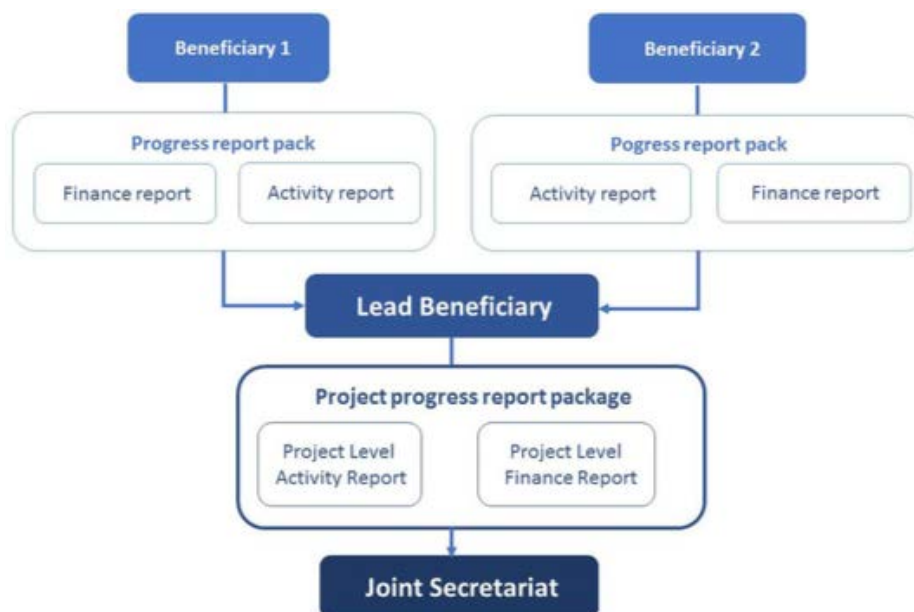 Beneficiary 1
Beneficiary 2
Progress report pack
Finance report
Activity report
Pogress report pack
Activity report
Finance report
Lead Beneficiary
Project progress report package
Project Level
Activity Report
Project Level
Finance Report
Joint Secretariat